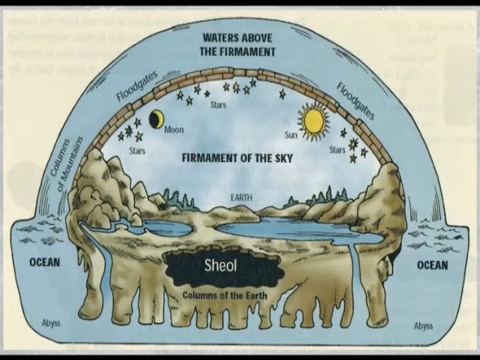 WATERS ABOVE
THE FIRMAMENT
Floodgates
Floodgates
Stars
Moon
Stars
Sun
Stars
Columns
of Mountains
FIRMAMENT OF THE SKY
EARTH
OCEAN
Sheol
OCEAN
Columns of the Earth
Abyss
Abyss